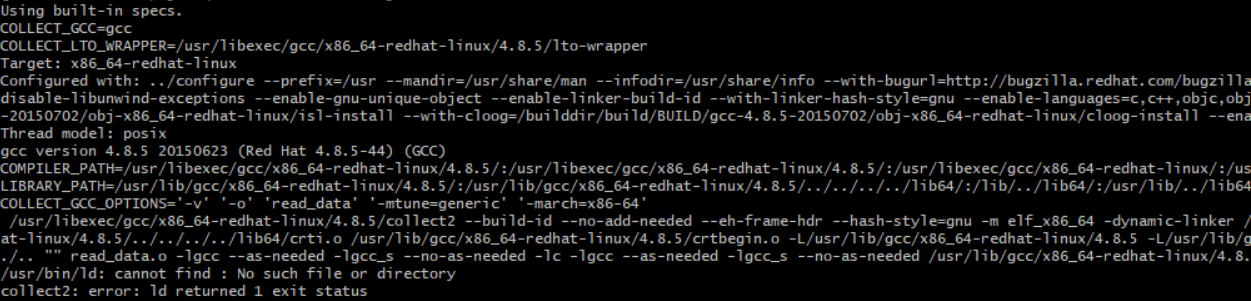 Using built-in specs.
COLLECT_GCC=gcc
COLLECT_LTO_WRAPPER=/usr/libexec/gcc/x86_64-redhat-linux/4.8.5/lto-wrapper
Target: x86_64-redhat-linux
Configured with: ../configure --prefix=/usr --mandir=/usr/share/man --infodir=/usr/share/info --with-bugurl=http://bugzilla.redhat.com/bugzilla
disable-libunwind-exceptions --enable-gnu-unique-object --enable-linker-build-id --with-linker-hash-style=gnu --enable-languages=c,c++,objc,obj
-20150702/obj-x86_64-redhat-linux/isl-install --with-cloog=/builddir/build/BUILD/gcc-4.8.5-20150702/obj-x86_64-redhat-linux/cloog-install --ena
Thread model: posix
gcc version 4.8.5 20150623 (Red Hat 4.8.5-44) (GCC)
COMPILER_PATH=/usr/libexec/gcc/x86_64-redhat-linux/4.8.5/:/usr/libexec/gcc/x86_64-redhat-linux/4.8.5/:/usr/libexec/gcc/x86_64-redhat-linux/:/us
LIBRARY_PATH=/usr/lib/gcc/x86_64-redhat-linux/4.8.5/:/usr/lib/gcc/x86_64-redhat-linux/4.8.5/../../../../lib64/:/lib/../lib64/:/usr/lib/../lib64
COLLECT_GCC_OPTIONS='-v' '-o' 'read_data' '-mtune=generic' '-march=x86-64'
/usr/libexec/gcc/x86_64-redhat-linux/4.8.5/collect2 --build-id --no-add-needed --eh-frame-hdr --hash-style=gnu -m elf_x86_64 -dynamic-linker /
at-linux/4.8.5/../../../../lib64/crti.o /usr/lib/gcc/x86_64-redhat-linux/4.8.5/crtbegin.o -L/usr/lib/gcc/x86_64-redhat-linux/4.8.5 -L/usr/lib/g
./.. "" read_data.o -lgcc --as-needed -lgcc_s --no-as-needed -lc -lgcc --as-needed -lgcc_s --no-as-needed /usr/lib/gcc/x86_64-redhat-linux/4.8.
/usr/bin/ld: cannot find : No such file or directory
collect2: error: ld returned 1 exit status